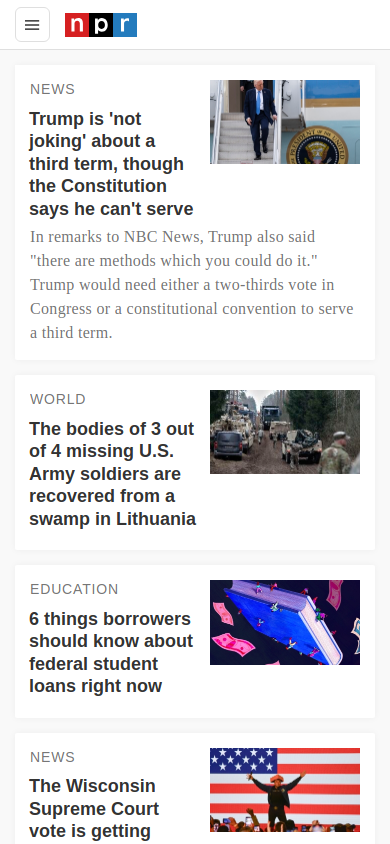 npr
NEWS
Trump is 'not
joking' about a
third term, though
the Constitution
says he can't serve
In remarks to NBC News, Trump also said
"there are methods which you could do it."
Trump would need either a two-thirds vote in
Congress or a constitutional convention to serve
a third term.
WORLD
The bodies of 3 out
of 4 missing U.S.
Army soldiers are
recovered from a
swamp in Lithuania
EDUCATION
6 things borrowers
should know about
federal student
loans right now
NEWS
The Wisconsin
Supreme Court
vote is getting